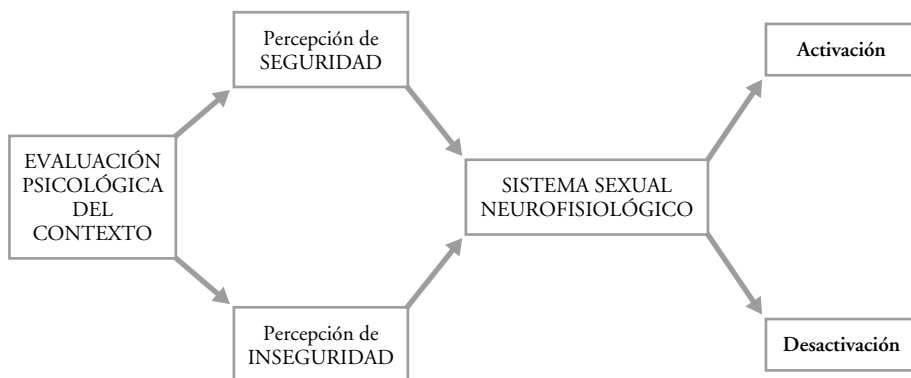 Percepción de
SEGURIDAD
Activación
EVALUACIÓN
PSICOLÓGICA
DEL
CONTEXTO
SISTEMA SEXUAL
NEUROFISIOLÓGICO
Percepción de
INSEGURIDAD
Desactivación